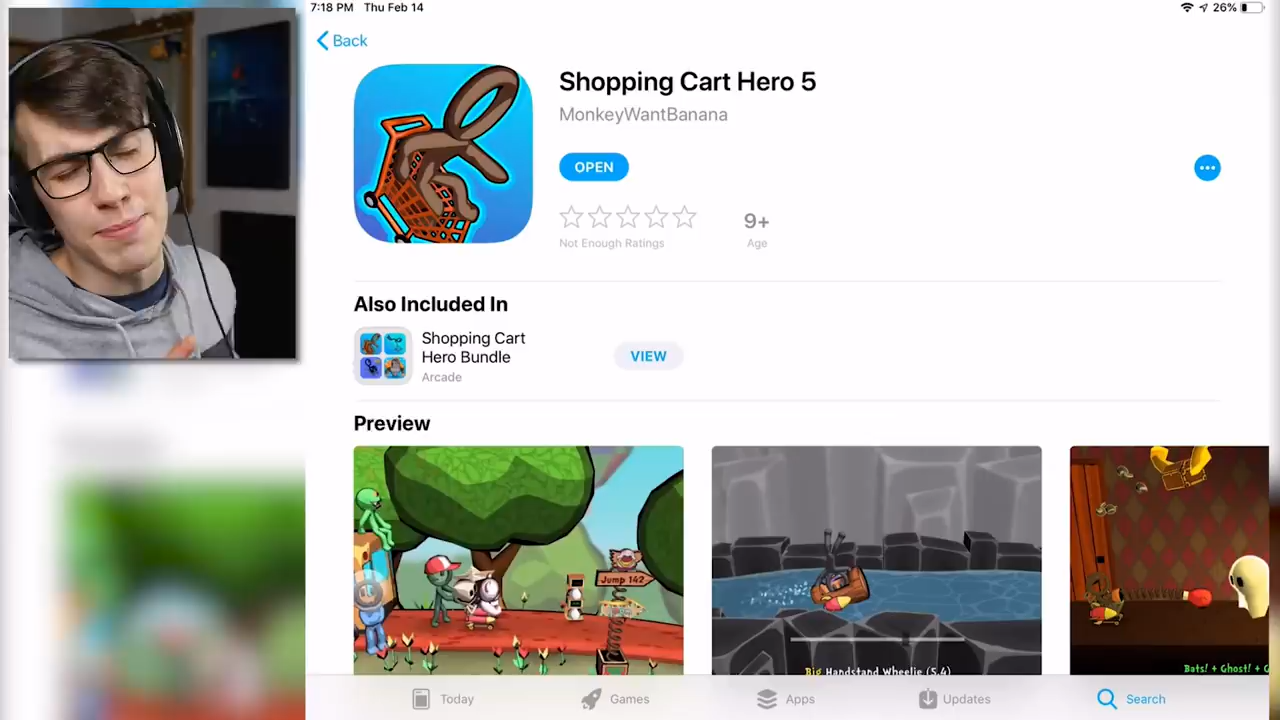 7:18 PM Thu Feb 14
26%
Back
Shopping Cart Hero 5
MonkeyWantBanana
OPEN
Not Enough Ratings
9+
Age
Also Included In
Shopping Cart
Hero Bundle
Arcade
VIEW
Preview
Jump 142
Big Handstand Wheelie (5.4)
Bats! + Ghost! + G
Today
Games
Apps
Updates
Search